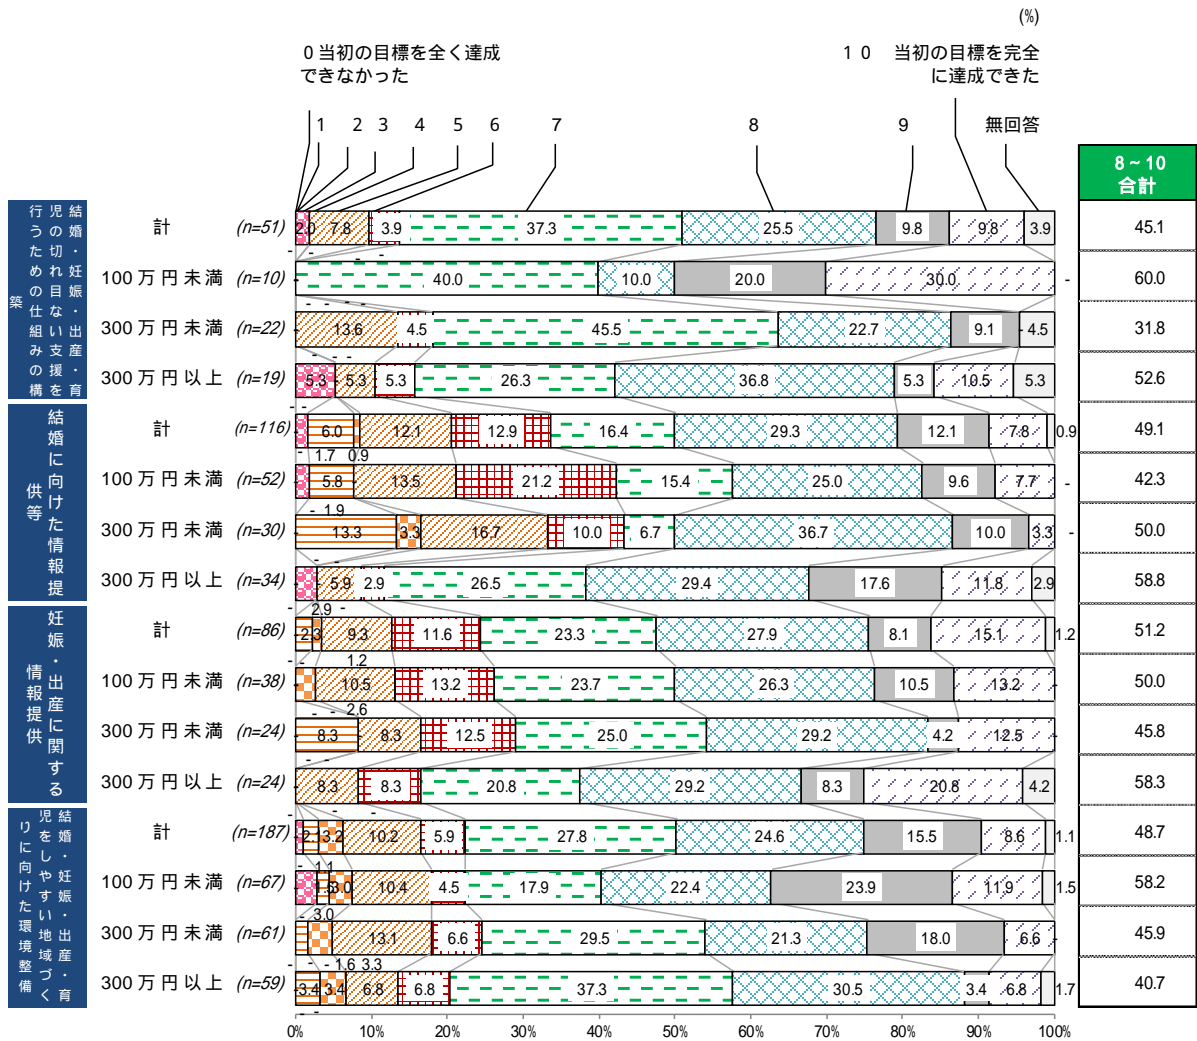 (%)
0 当初の目標を全く達成
できなかった
１０ 当初の目標を完全
に達成できた
1 2 3 4 5 6 7 8 9 無回答
8～10
合計
結婚・妊娠・出産・育
児の切れ目ない支援を
行うための仕組みの構
築
計 (n=51) 2.0 7.8 3.9 37.3 25.5 9.8 9.8 3.9 45.1
- - - -
100万円未満 (n=10) 40.0 10.0 20.0 30.0 - 60.0
- - - - -
300万円未満 (n=22) - 13.6 4.5 45.5 22.7 9.1 - 4.5 31.8
- - -
300万円以上 (n=19) 5.3 5.3 5.3 26.3 36.8 5.3 10.5 5.3 52.6
- -
結婚に向けた情報提
供等
計 (n=116) 6.0 12.1 12.9 16.4 29.3 12.1 7.8 0.9 49.1
- 1.7 0.9
100万円未満 (n=52) 5.8 13.5 21.2 15.4 25.0 9.6 7.7 - 42.3
- 1.9
300万円未満 (n=30) - 13.3 3.3 16.7 10.0 6.7 36.7 10.0 3.3 - 50.0
- -
300万円以上 (n=34) 5.9 2.9 26.5 29.4 17.6 11.8 2.9 58.8
- 2.9 -
妊娠・出産に関する
情報提供
計 (n=86) 2.3 9.3 11.6 23.3 27.9 8.1 15.1 1.2 51.2
- - 1.2
100万円未満 (n=38) 10.5 13.2 23.7 26.3 10.5 13.2 - 50.0
- - 2.6
300万円未満 (n=24) - 8.3 8.3 12.5 25.0 29.2 4.2 12.5 - 45.8
- - -
300万円以上 (n=24) 8.3 8.3 20.8 29.2 8.3 20.8 4.2 58.3
- - -
結婚・妊娠・出産・育
児をしやすい地域づく
りに向けた環境整備
計 (n=187) 2.1 3.2 10.2 5.9 27.8 24.6 15.5 8.6 1.1 48.7
- 1.1
100万円未満 (n=67) 1.5 3.0 10.4 4.5 17.9 22.4 23.9 11.9 1.5 58.2
- 3.0
300万円未満 (n=61) 13.1 6.6 29.5 21.3 18.0 6.6 - 45.9
- - 1.6 3.3
300万円以上 (n=59) 3.4 3.4 6.8 6.8 37.3 30.5 3.4 6.8 1.7 40.7
- -
0% 10% 20% 30% 40% 50% 60% 70% 80% 90% 100%